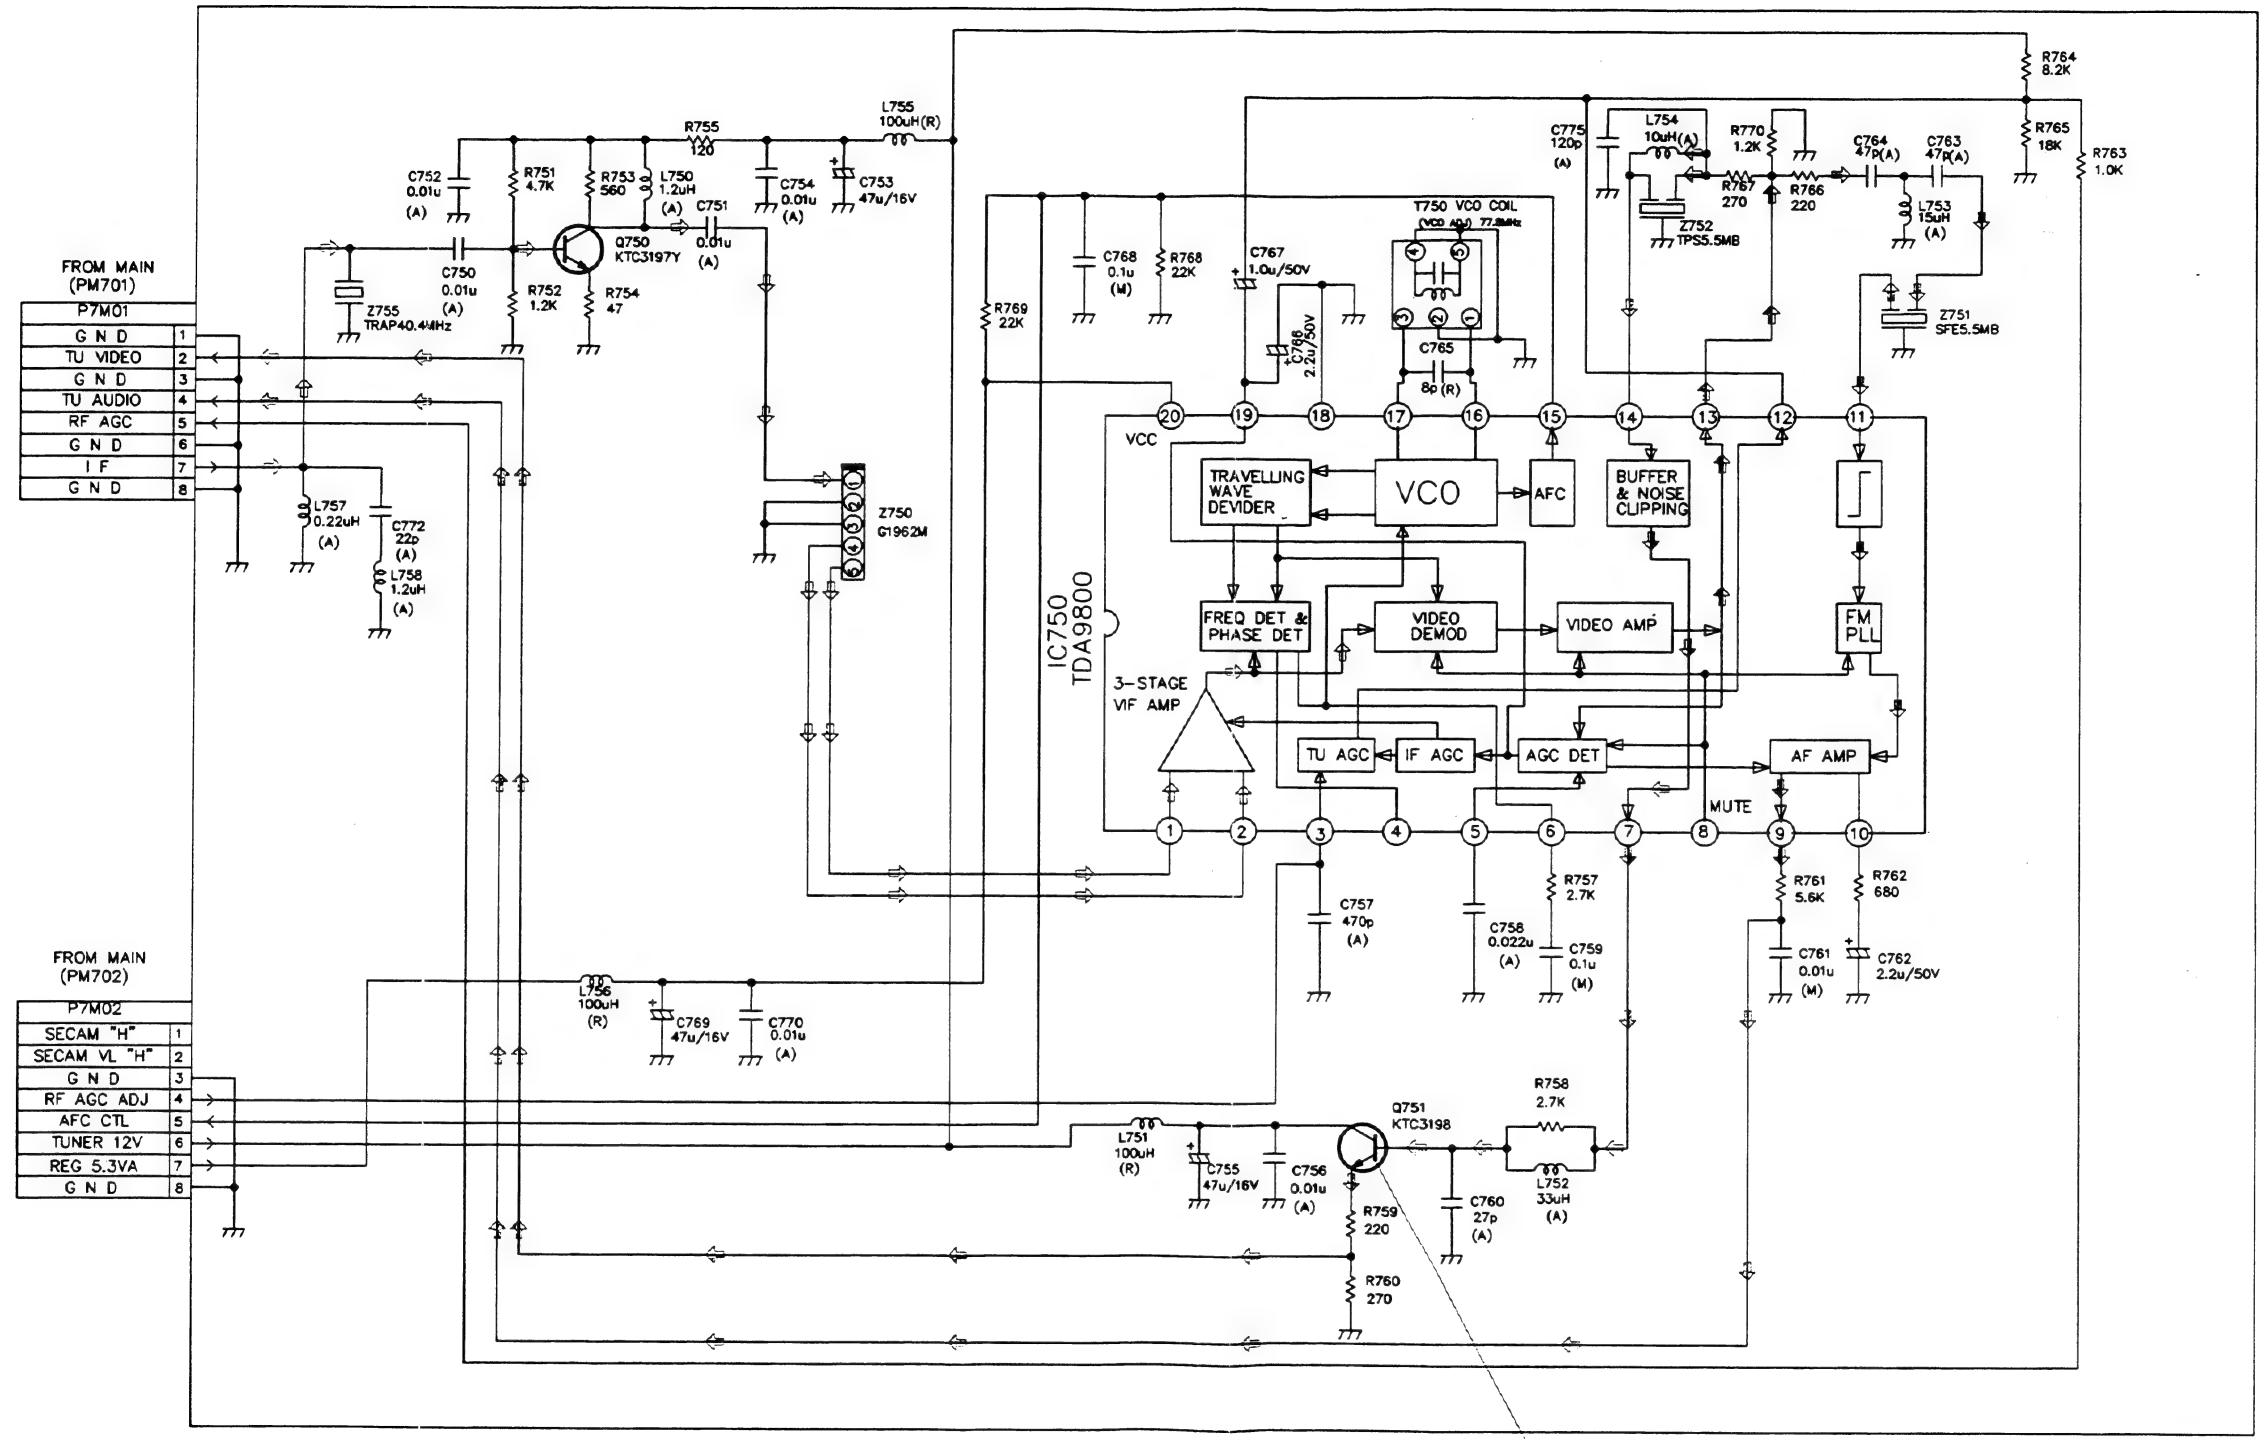 R764
8.2K
L755
100uH(R)
R755
120
C775
120p
(A)
L754
10uH(A)
R770
1.2K
C764
47p(A)
C763
47p(A)
R765
18K
R763
1.0K
C752
0.01u
(A)
R751
4.7K
R753
560
L750
1.2uH
(A)
C754
0.01u
(A)
C753
47u/16V
+
C751
0.01u
(A)
R767
270
R766
220
L753
15uH
(A)
T750 VCO COIL
(VCO ADJ)
Z752
TPS5.5MB
Q750
KTC3197Y
C750
0.01u
(A)
R752
1.2K
R754
47
Z755
TRAP40.4MHz
C768
0.1u
(M)
R768
22K
C767
1.0u/50V
+
4
5
3
2
1
R769
22K
C766
2.2u/50V
+
C765
8p(R)
Z751
SFE5.5MB
FROM MAIN
(PM701)
P7M01
G N D 1
TU VIDEO 2
G N D 3
TU AUDIO 4
RF AGC 5
G N D 6
I F 7
G N D 8
L757
0.22uH
(A)
C772
22p
(A)
L758
1.2uH
(A)
1
2
3
4
5
Z750
G1962M
20
19
18
17
16
15
14
13
12
11
VCC
TRAVELLING
WAVE
DEVIDER
VCO
AFC
BUFFER
& NOISE
CLIPPING
IC750
TDA9800
FREQ DET &
PHASE DET
VIDEO
DEMOD
VIDEO AMP
FM
PLL
3-STAGE
VIF AMP
TU AGC
IF AGC
AGC DET
AF AMP
MUTE
1
2
3
4
5
6
7
8
9
10
C757
470p
(A)
C758
0.022u
(A)
R757
2.7K
C759
0.1u
(M)
R761
5.6K
C761
0.01u
(M)
R762
680
C762
2.2u/50V
+
FROM MAIN
(PM702)
P7M02
SECAM "H" 1
SECAM VL "H" 2
G N D 3
RF AGC ADJ 4
AFC CTL 5
TUNER 12V 6
REG 5.3VA 7
G N D 8
L756
100uH
(R)
+
C769
47u/16V
C770
0.01u
(A)
L751
100uH
(R)
+
C755
47u/16V
C756
0.01u
(A)
Q751
KTC3198
R758
2.7K
L752
33uH
(A)
C760
27p
(A)
R759
220
R760
270